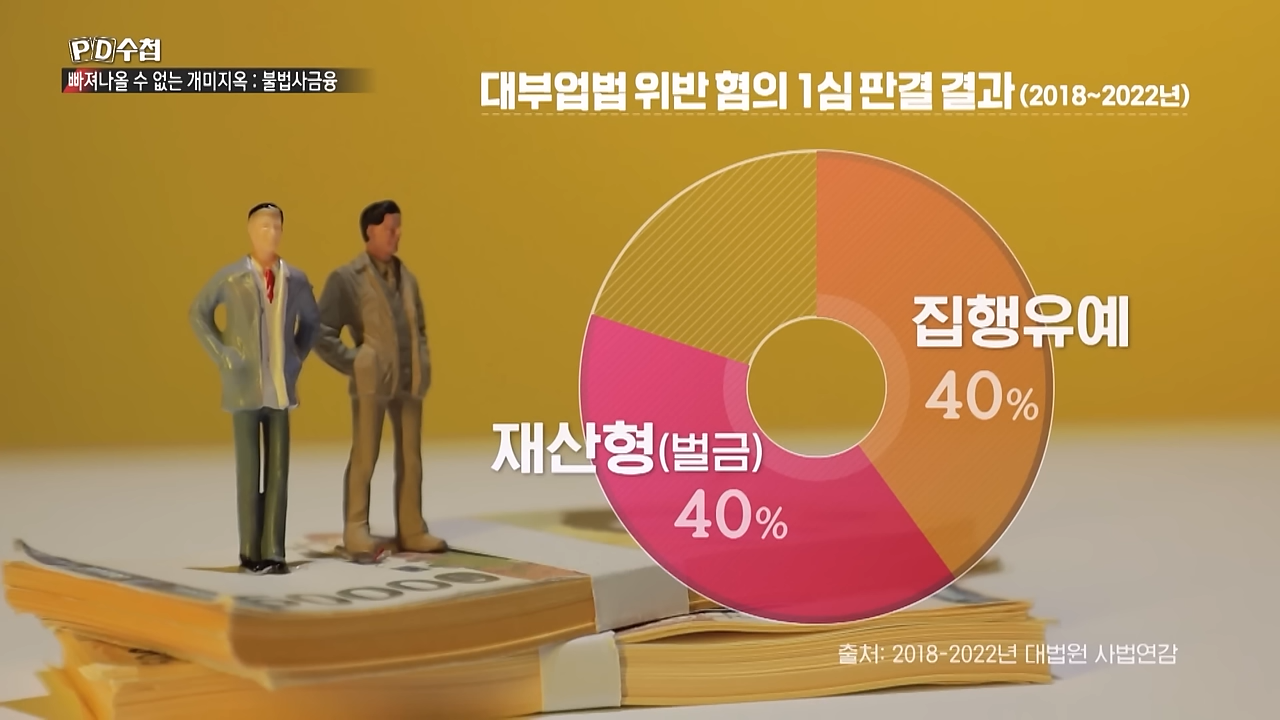 PD수첩
빠져나올 수 없는 개미지옥 : 불법사금융
대부업법 위반 혐의 1심 판결 결과 (2018~2022년)
집행유예
40%
재산형(벌금)
40%
출처: 2018-2022년 대법원 사법연감